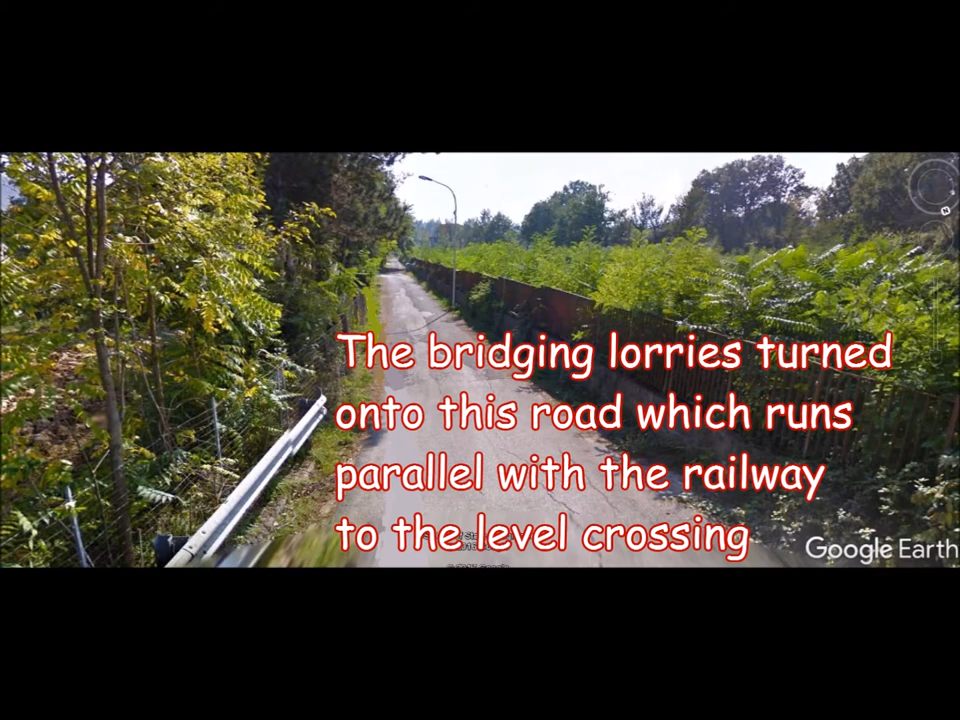 The bridging lorries turned
onto this road which runs
parallel with the railway
to the level crossing
Google Earth